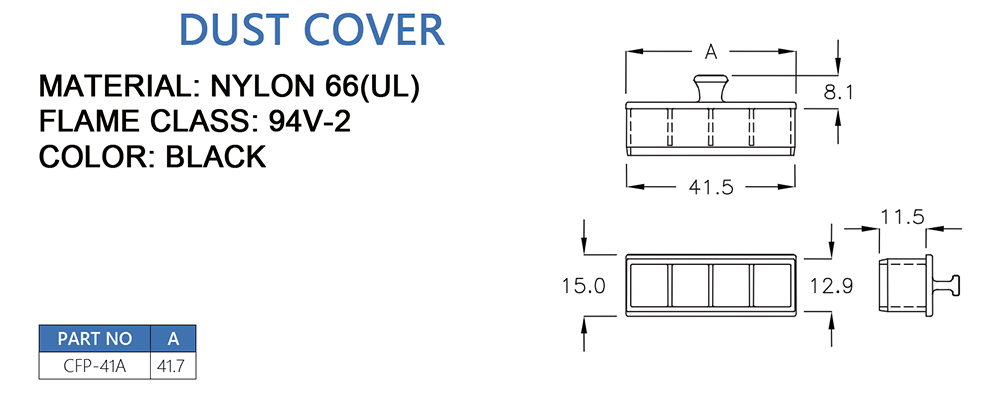 DUST COVER
MATERIAL: NYLON 66(UL)
FLAME CLASS: 94V-2
COLOR: BLACK
A
8.1
41.5
11.5
15.0
12.9
PART NO A
CFP-41A 41.7